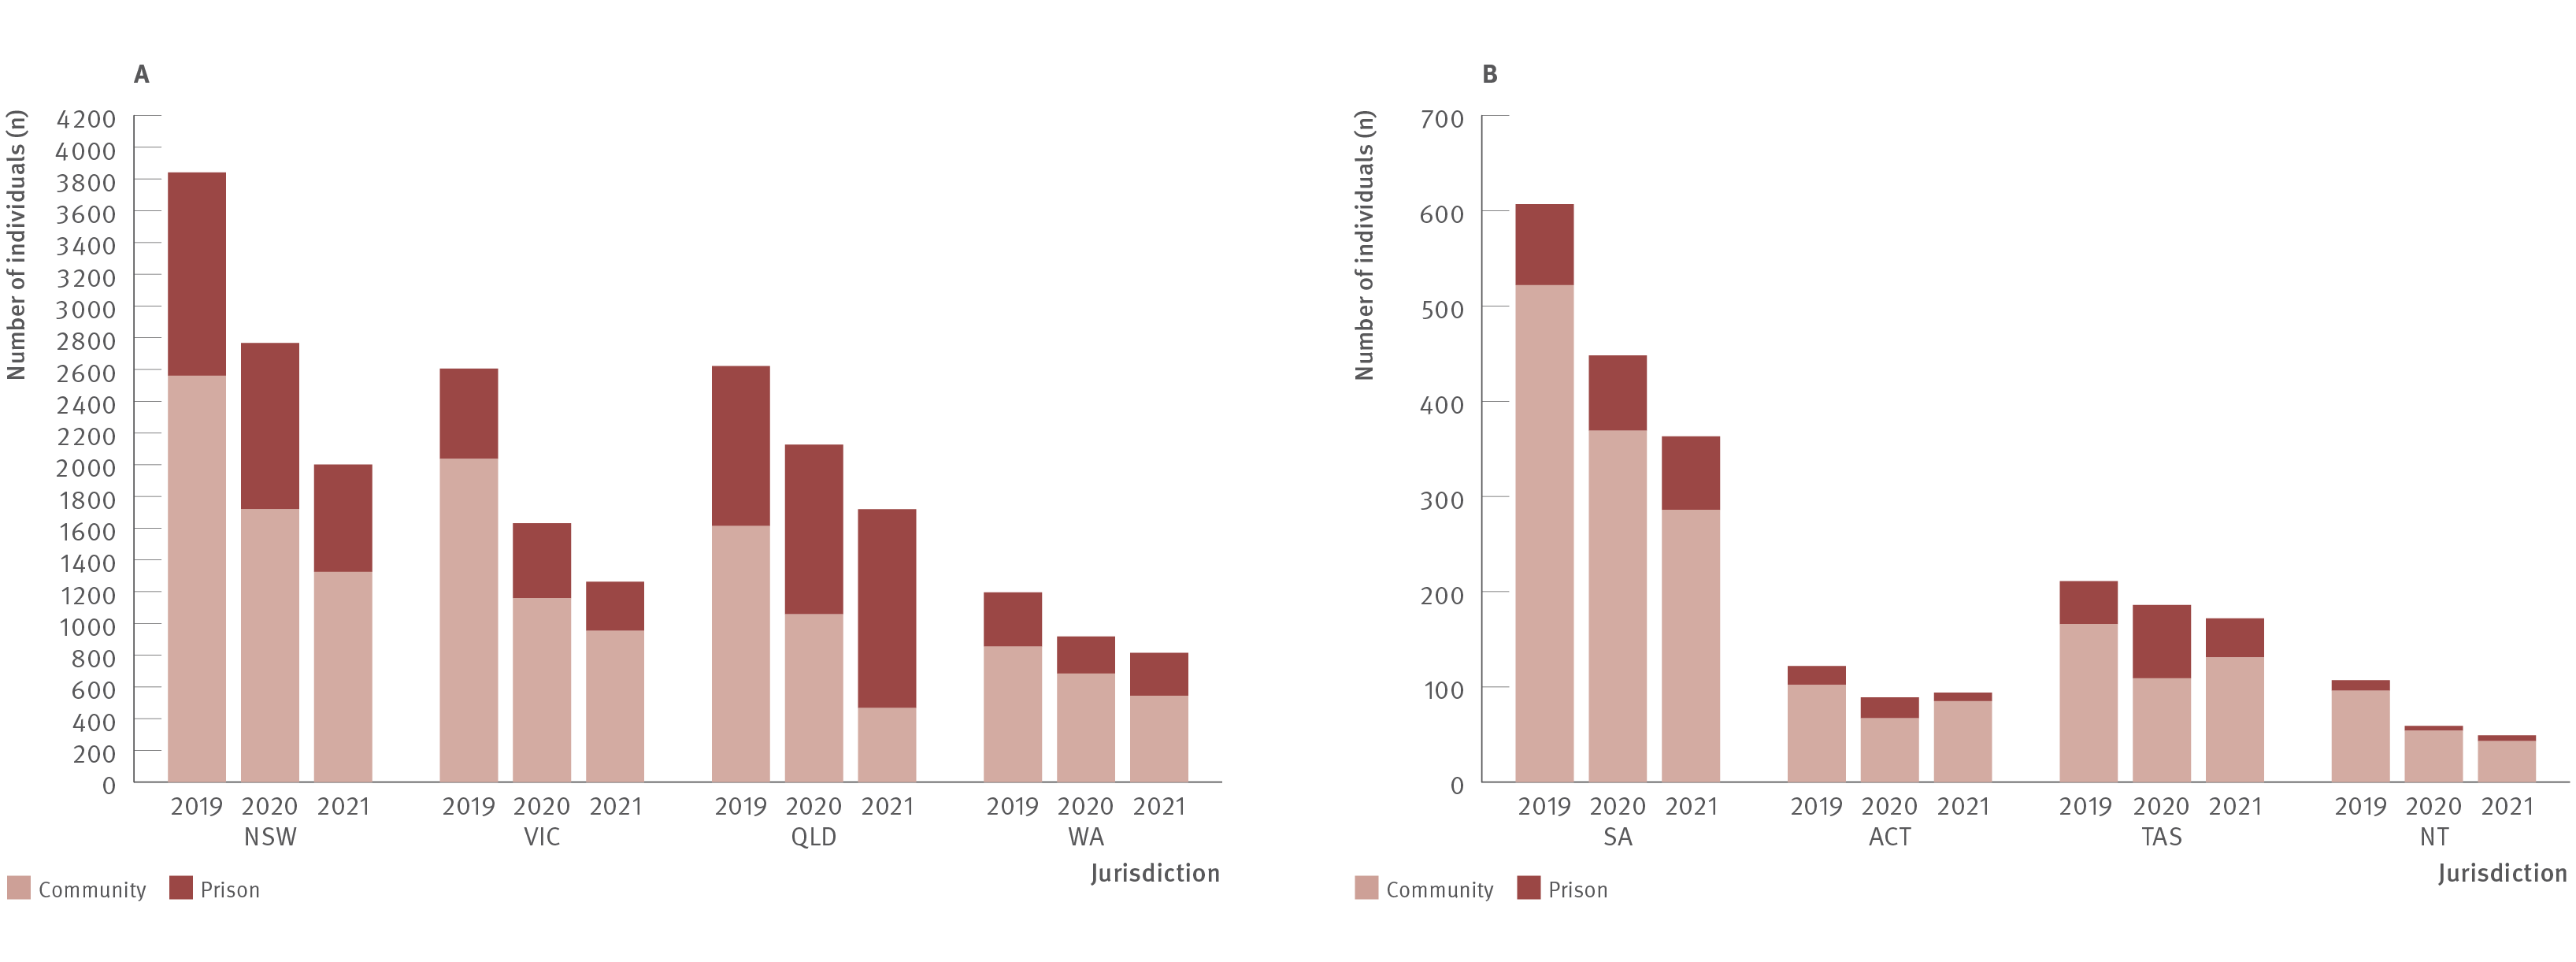 A
Number of individuals (n)
4200
4000
3800
3600
3400
3200
3000
2800
2600
2400
2200
2000
1800
1600
1400
1200
1000
800
600
400
200
0
2019 2020 2021 2019 2020 2021 2019 2020 2021 2019 2020 2021
NSW VIC QLD WA
Jurisdiction
Community Prison
B
Number of individuals (n)
700
600
500
400
300
200
100
0
2019 2020 2021 2019 2020 2021 2019 2020 2021 2019 2020 2021
SA ACT TAS NT
Jurisdiction
Community Prison